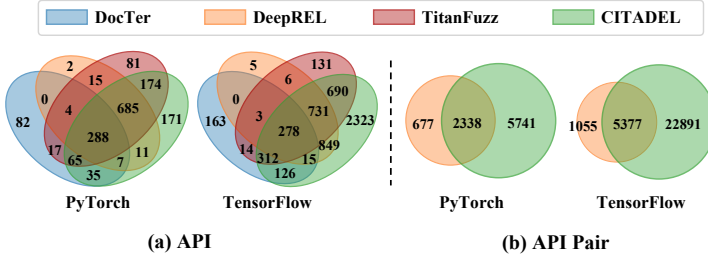 DocTer DeepREL TitanFuzz CITADEL
2 81
0 15 174
82 4 685 171
288
17 65 7 11
35
PyTorch
5 131
0 6 690
163 3 731 2323
278
14 312 15 849
126
TensorFlow
(a) API
677 2338 5741
PyTorch
1055 5377 22891
TensorFlow
(b) API Pair